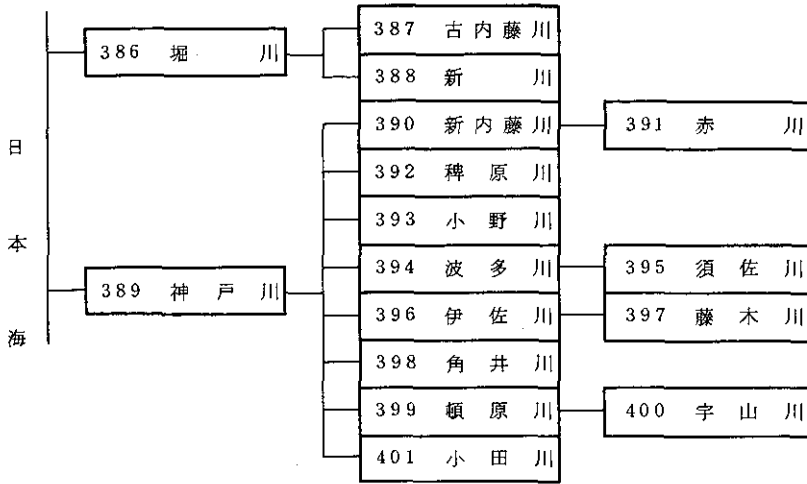 日本海
386 堀川
387 古内藤川
388 新川
389 神戸川
390 新内藤川
391 赤川
392 稗原川
393 小野川
394 波多川
395 須佐川
396 伊佐川
397 藤木川
398 角井川
399 頓原川
400 宇山川
401 小田川